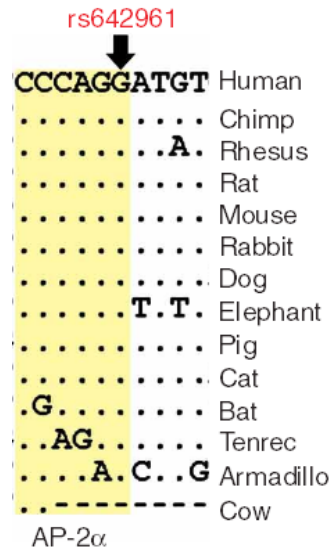 rs642961
CCCAGGATGT Human
.......... Chimp
........A. Rhesus
.......... Rat
.......... Mouse
.......... Rabbit
.......... Dog
......T.T. Elephant
.......... Pig
.......... Cat
.G........ Bat
..AG...... Tenrec
....A.C..G Armadillo
..-------- Cow
AP-2α